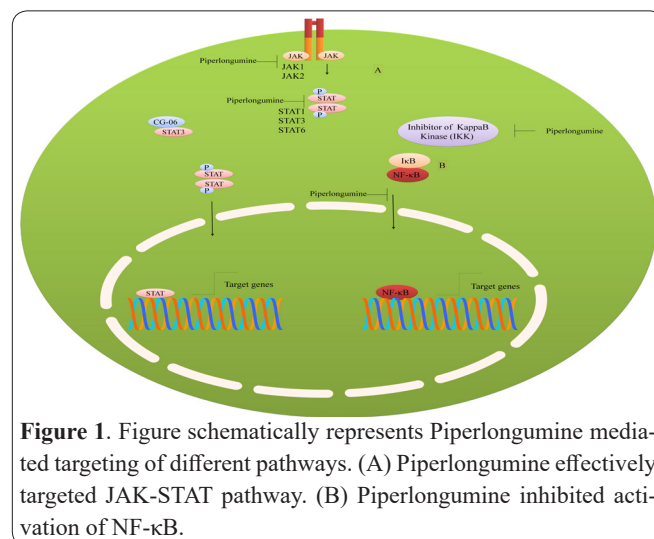 JAK JAK
Piperlongumine
JAK1
JAK2
A
P
Piperlongumine
STAT
STAT
P
STAT1
STAT3
STAT6
CG-06
STAT3
Inhibitor of KappaB
Kinase (IKK)
Piperlongumine
IκB
NF-κB
B
P
STAT
STAT
P
Piperlongumine
STAT
Target genes
NF-κB
Target genes
Figure 1. Figure schematically represents Piperlongumine media-
ted targeting of different pathways. (A) Piperlongumine effectively
targeted JAK-STAT pathway. (B) Piperlongumine inhibited acti-
vation of NF-κB.